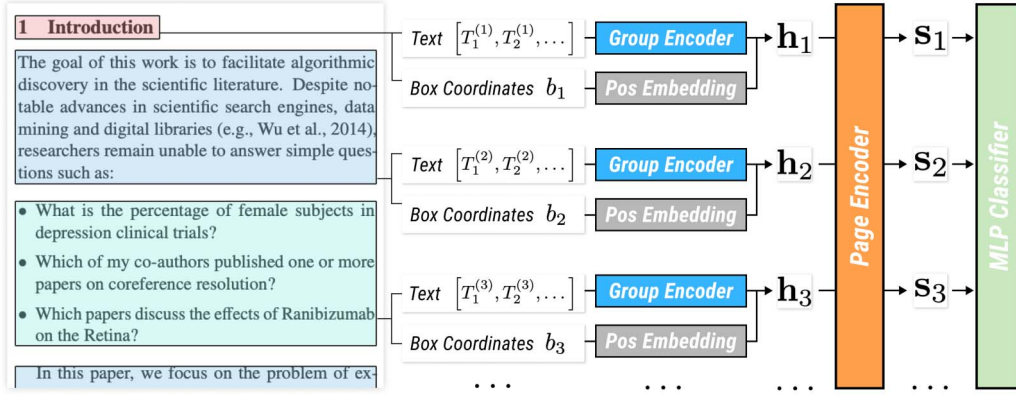 1 Introduction
The goal of this work is to facilitate algorithmic
discovery in the scientific literature. Despite no-
table advances in scientific search engines, data
mining and digital libraries (e.g., Wu et al., 2014),
researchers remain unable to answer simple ques-
tions such as:
• What is the percentage of female subjects in
depression clinical trials?
• Which of my co-authors published one or more
papers on coreference resolution?
• Which papers discuss the effects of Ranibizumab
on the Retina?
In this paper, we focus on the problem of ex-
Text [T₁⁽¹⁾, T₂⁽¹⁾, . . . ]
Group Encoder
h₁
s₁
Box Coordinates b₁
Pos Embedding
Text [T₁⁽²⁾, T₂⁽²⁾, . . . ]
Group Encoder
h₂
s₂
Box Coordinates b₂
Pos Embedding
Text [T₁⁽³⁾, T₂⁽³⁾, . . . ]
Group Encoder
h₃
s₃
Box Coordinates b₃
Pos Embedding
. . . . . . . . . . . .
Page Encoder
MLP Classifier